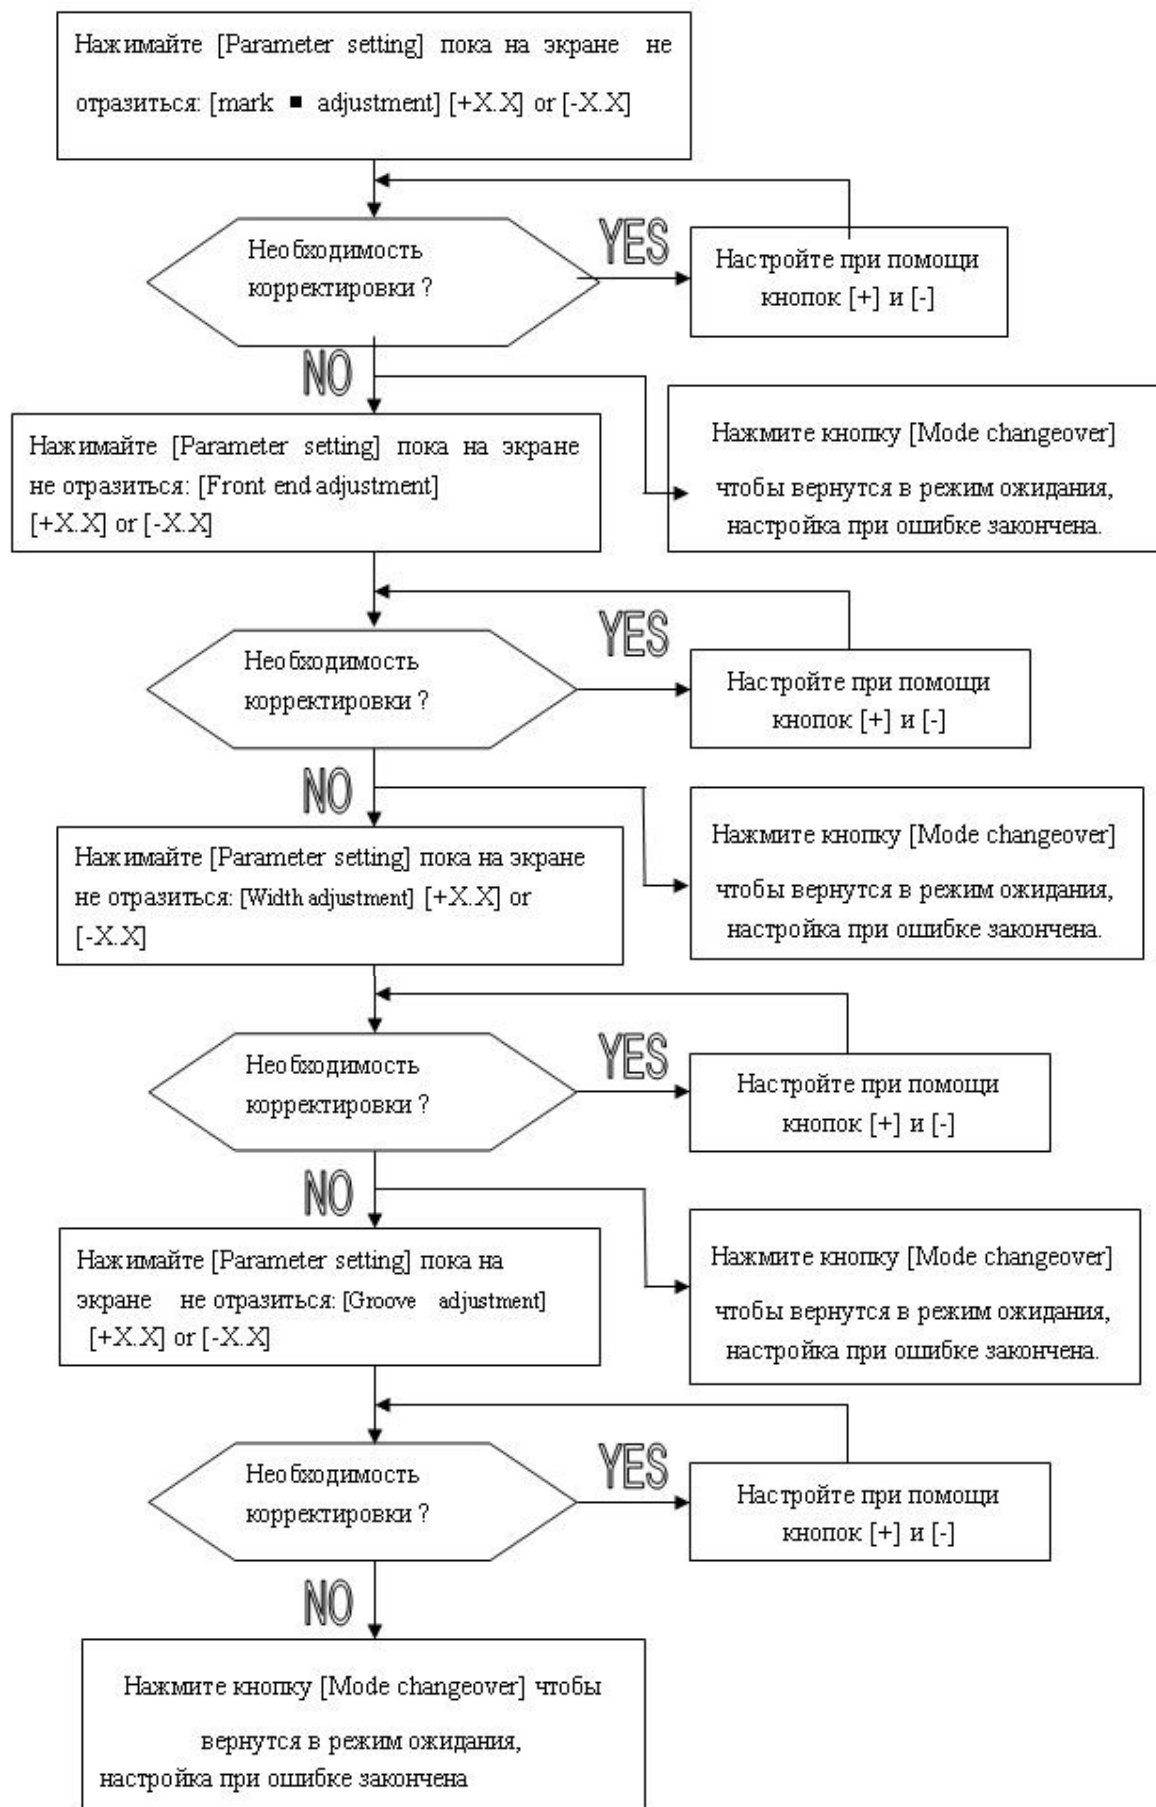 Нажимайте [Parameter setting] пока на экране не
отразиться: [mark ■ adjustment] [+X.X] or [-X.X]
Необходимость
корректировки ?
YES
Настройте при помощи
кнопок [+] и [-]
NO
Нажимайте [Parameter setting] пока на экране
не отразиться: [Front end adjustment]
[+X.X] or [-X.X]
Нажмите кнопку [Mode changeover]
чтобы вернутся в режим ожидания,
настройка при ошибке закончена.
Необходимость
корректировки ?
YES
Настройте при помощи
кнопок [+] и [-]
NO
Нажимайте [Parameter setting] пока на экране
не отразиться: [Width adjustment] [+X.X] or
[-X.X]
Нажмите кнопку [Mode changeover]
чтобы вернутся в режим ожидания,
настройка при ошибке закончена.
Необходимость
корректировки ?
YES
Настройте при помощи
кнопок [+] и [-]
NO
Нажимайте [Parameter setting] пока на
экране не отразиться: [Groove adjustment]
[+X.X] or [-X.X]
Нажмите кнопку [Mode changeover]
чтобы вернутся в режим ожидания,
настройка при ошибке закончена.
Необходимость
корректировки ?
YES
Настройте при помощи
кнопок [+] и [-]
NO
Нажмите кнопку [Mode changeover] чтобы
вернутся в режим ожидания,
настройка при ошибке закончена